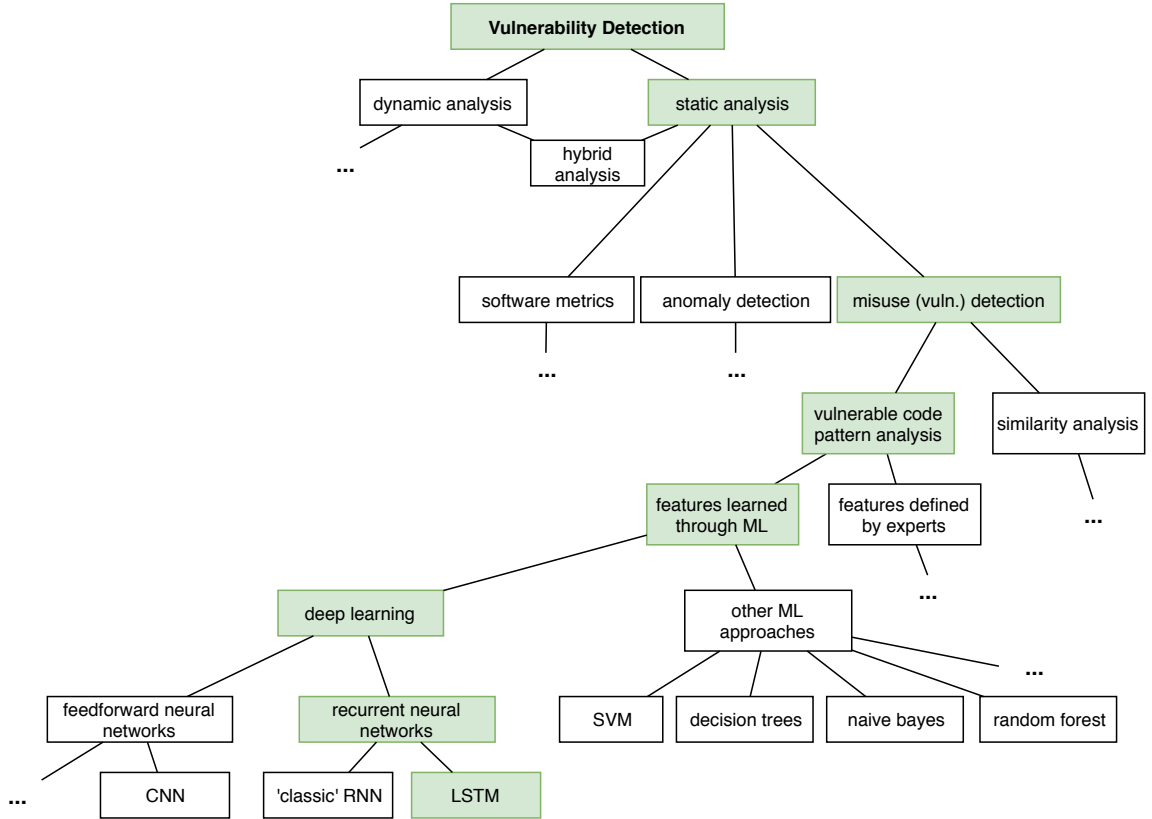 Vulnerability Detection
dynamic analysis
static analysis
...
hybrid
analysis
software metrics
anomaly detection
misuse (vuln.) detection
...
...
vulnerable code
pattern analysis
similarity analysis
features learned
through ML
features defined
by experts
...
...
deep learning
other ML
approaches
...
feedforward neural
networks
recurrent neural
networks
SVM
decision trees
naive bayes
random forest
...
CNN
'classic' RNN
LSTM